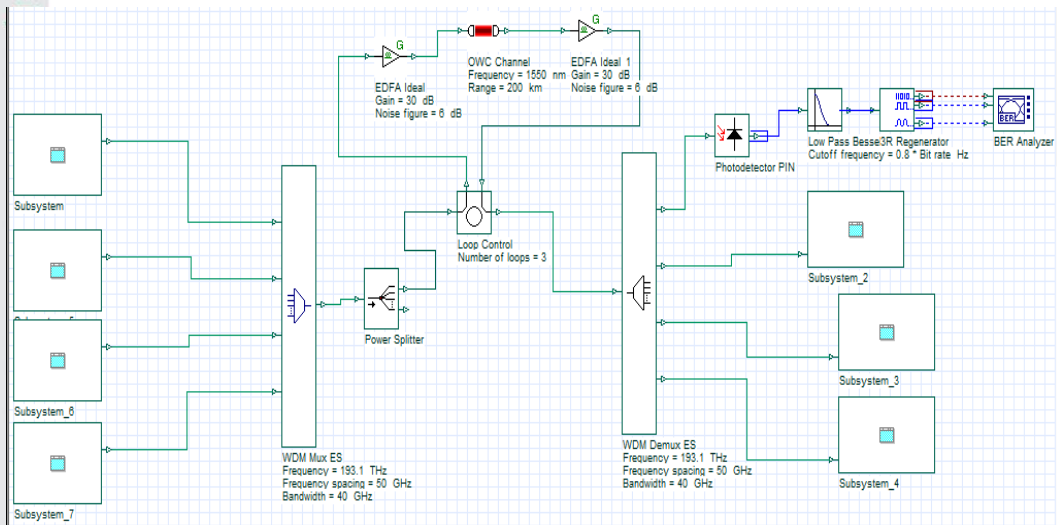 G
G
EDFA Ideal
Gain = 30 dB
Noise figure = 6 dB
OWC Channel
Frequency = 1550 nm
Range = 200 km
EDFA Ideal 1
Gain = 30 dB
Noise figure = 6 dB
Photodetector PIN
Low Pass Besse
3R Regenerator
Cutoff frequency = 0.8 * Bit rate Hz
BER
BER Analyzer
Subsystem
Subsystem_6
Subsystem_7
WDM Mux ES
Frequency = 193.1 THz
Frequency spacing = 50 GHz
Bandwidth = 40 GHz
Power Splitter
Loop Control
Number of loops = 3
WDM Demux ES
Frequency = 193.1 THz
Frequency spacing = 50 GHz
Bandwidth = 40 GHz
Subsystem_2
Subsystem_3
Subsystem_4